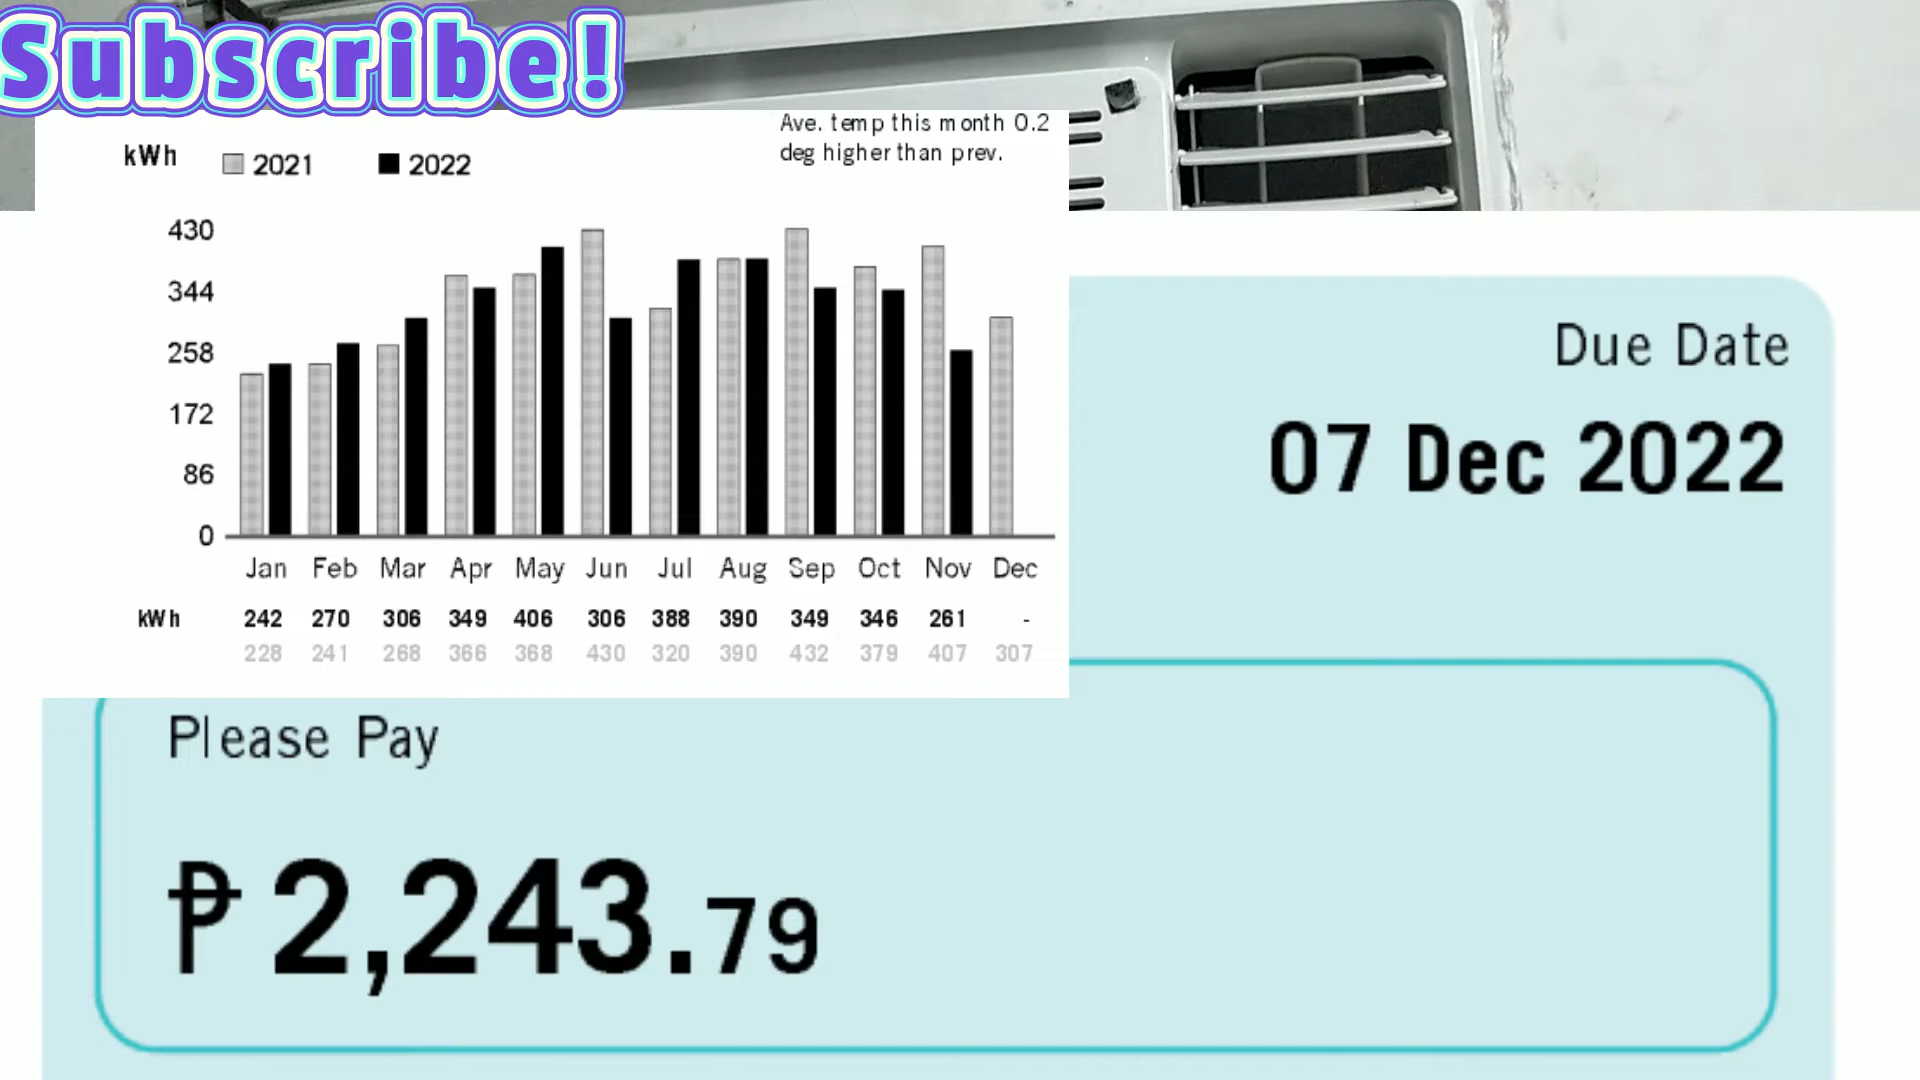 Subscribe!
Ave. temp this month 0.2
deg higher than prev.
kWh 2021 2022
430
344
258
172
86
0
Jan Feb Mar Apr May Jun Jul Aug Sep Oct Nov Dec
kWh 242 270 306 349 406 306 388 390 349 346 261 -
228 241 268 366 368 430 320 390 432 379 407 307
Due Date
07 Dec 2022
Please Pay
₱ 2,243.79